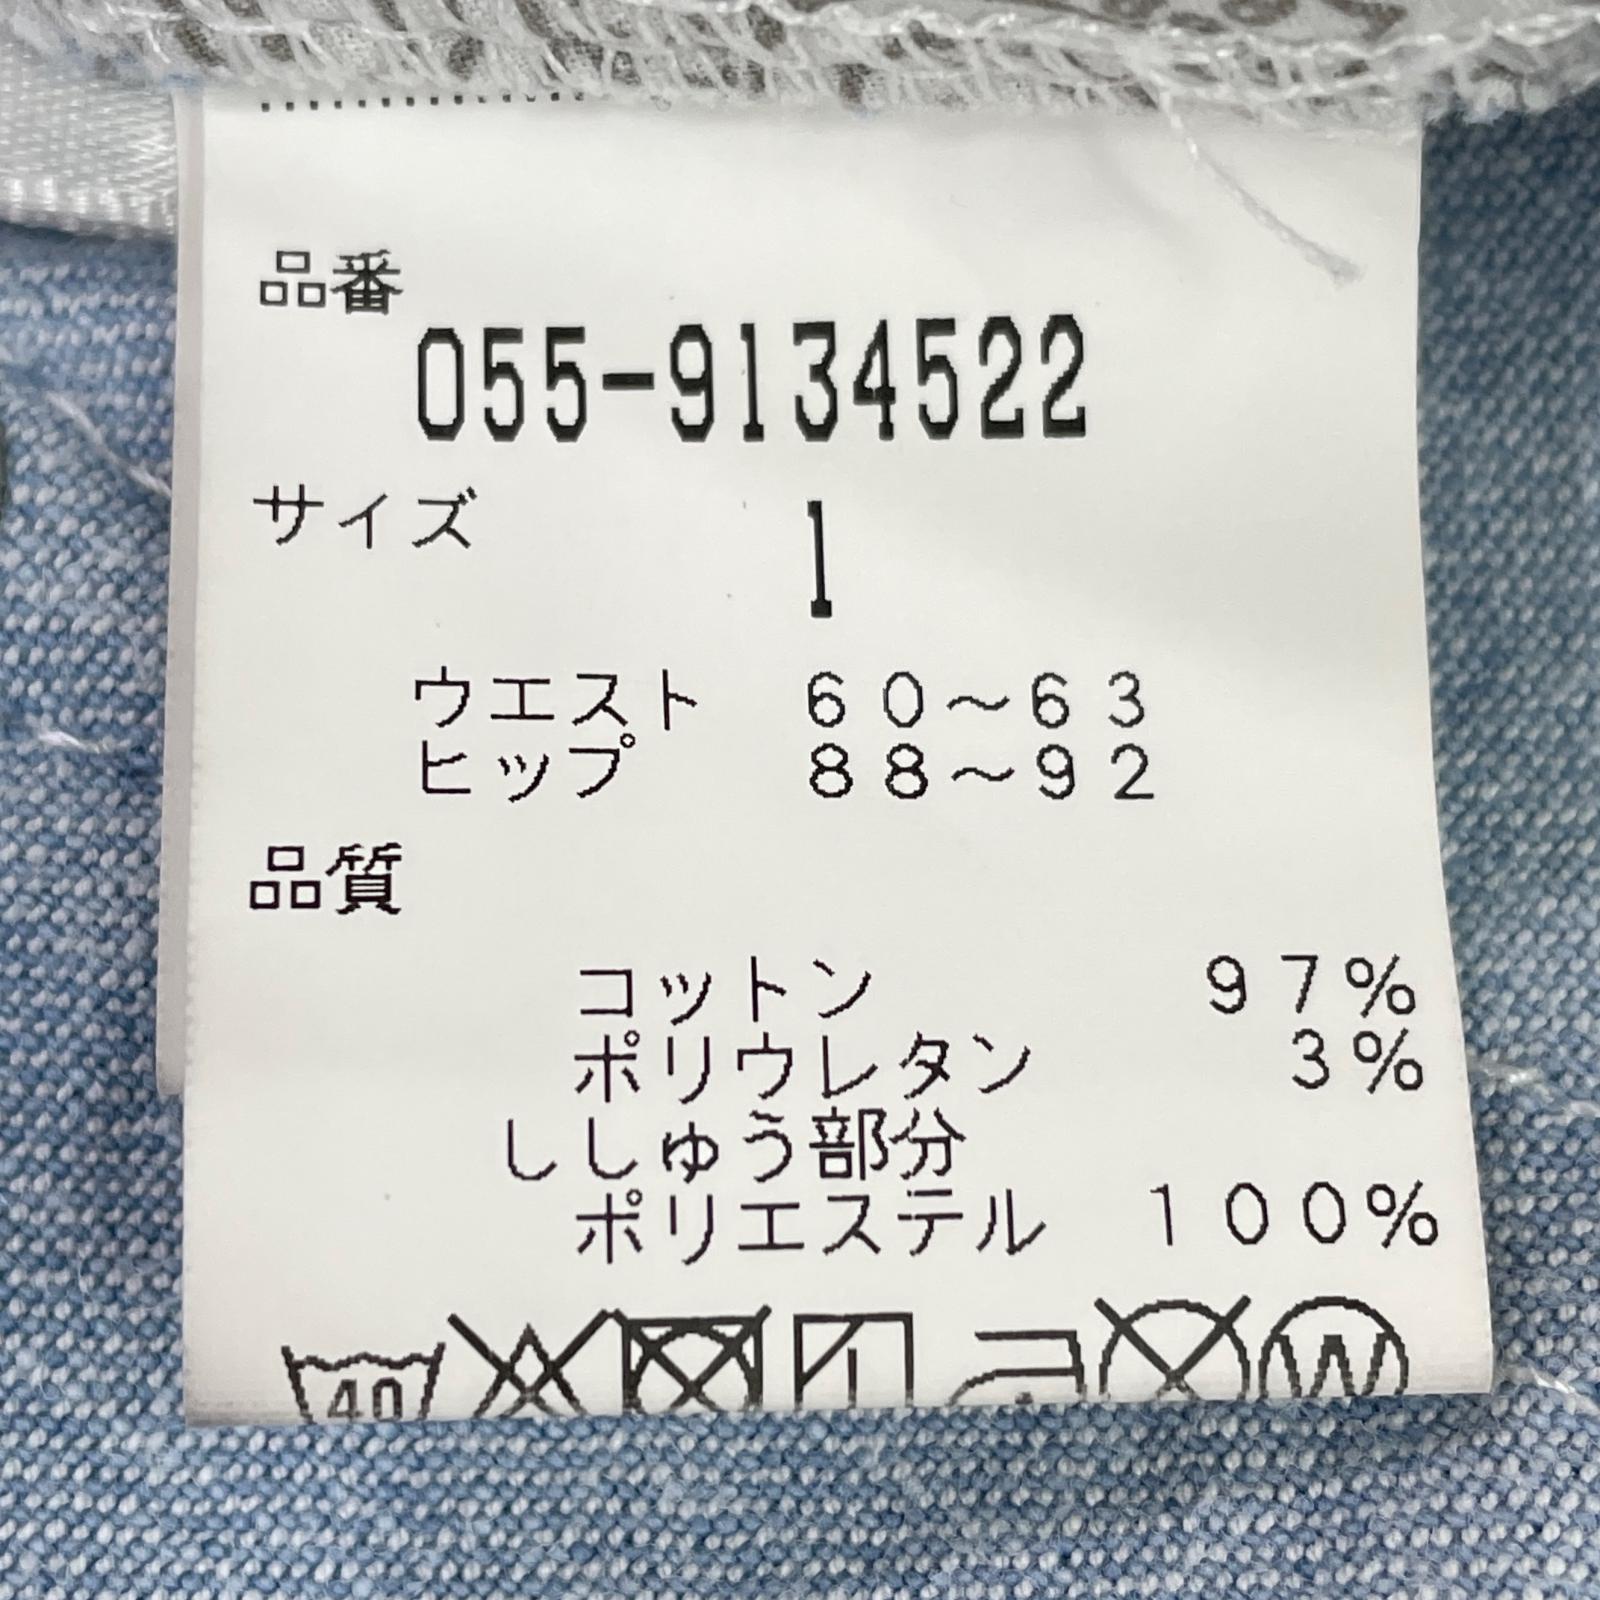 品番
055-9134522
サイズ 1
ウエスト 60～63
ヒップ 88～92
品質
コットン 97%
ポリウレタン 3%
ししゅう部分
ポリエステル 100%
40 W